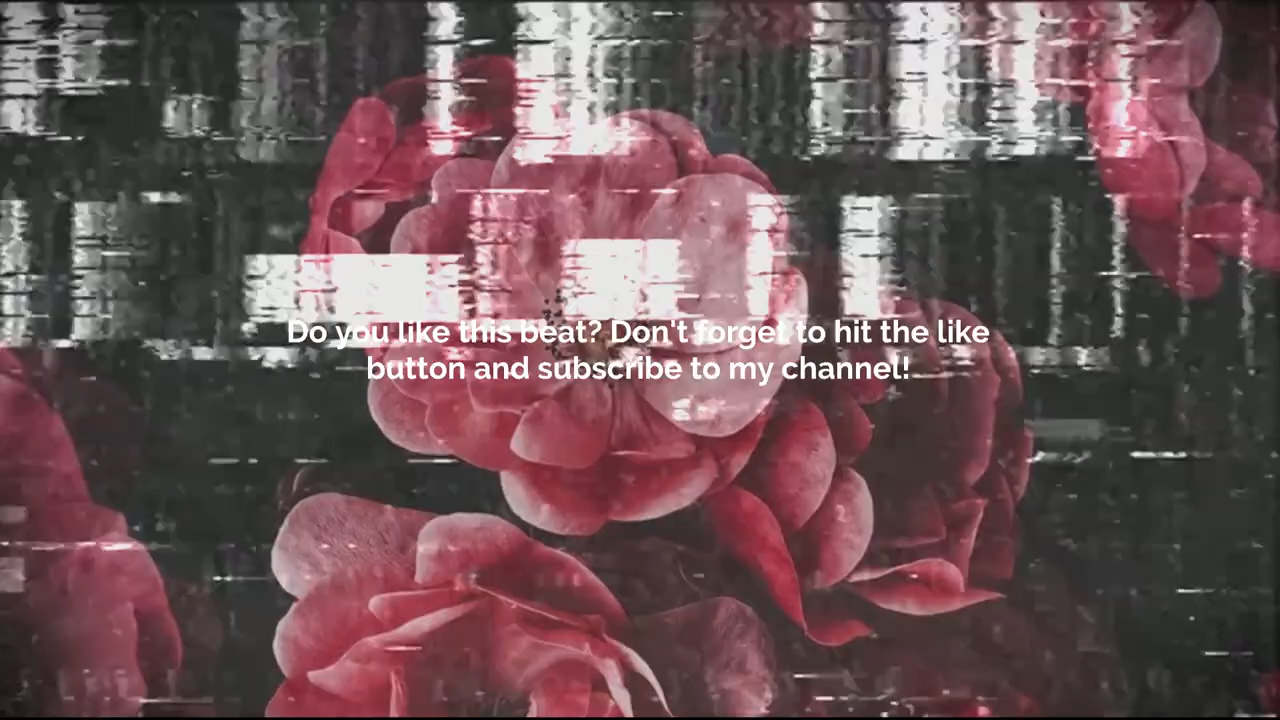 Do you like this beat? Don't forget to hit the like
button and subscribe to my channel!